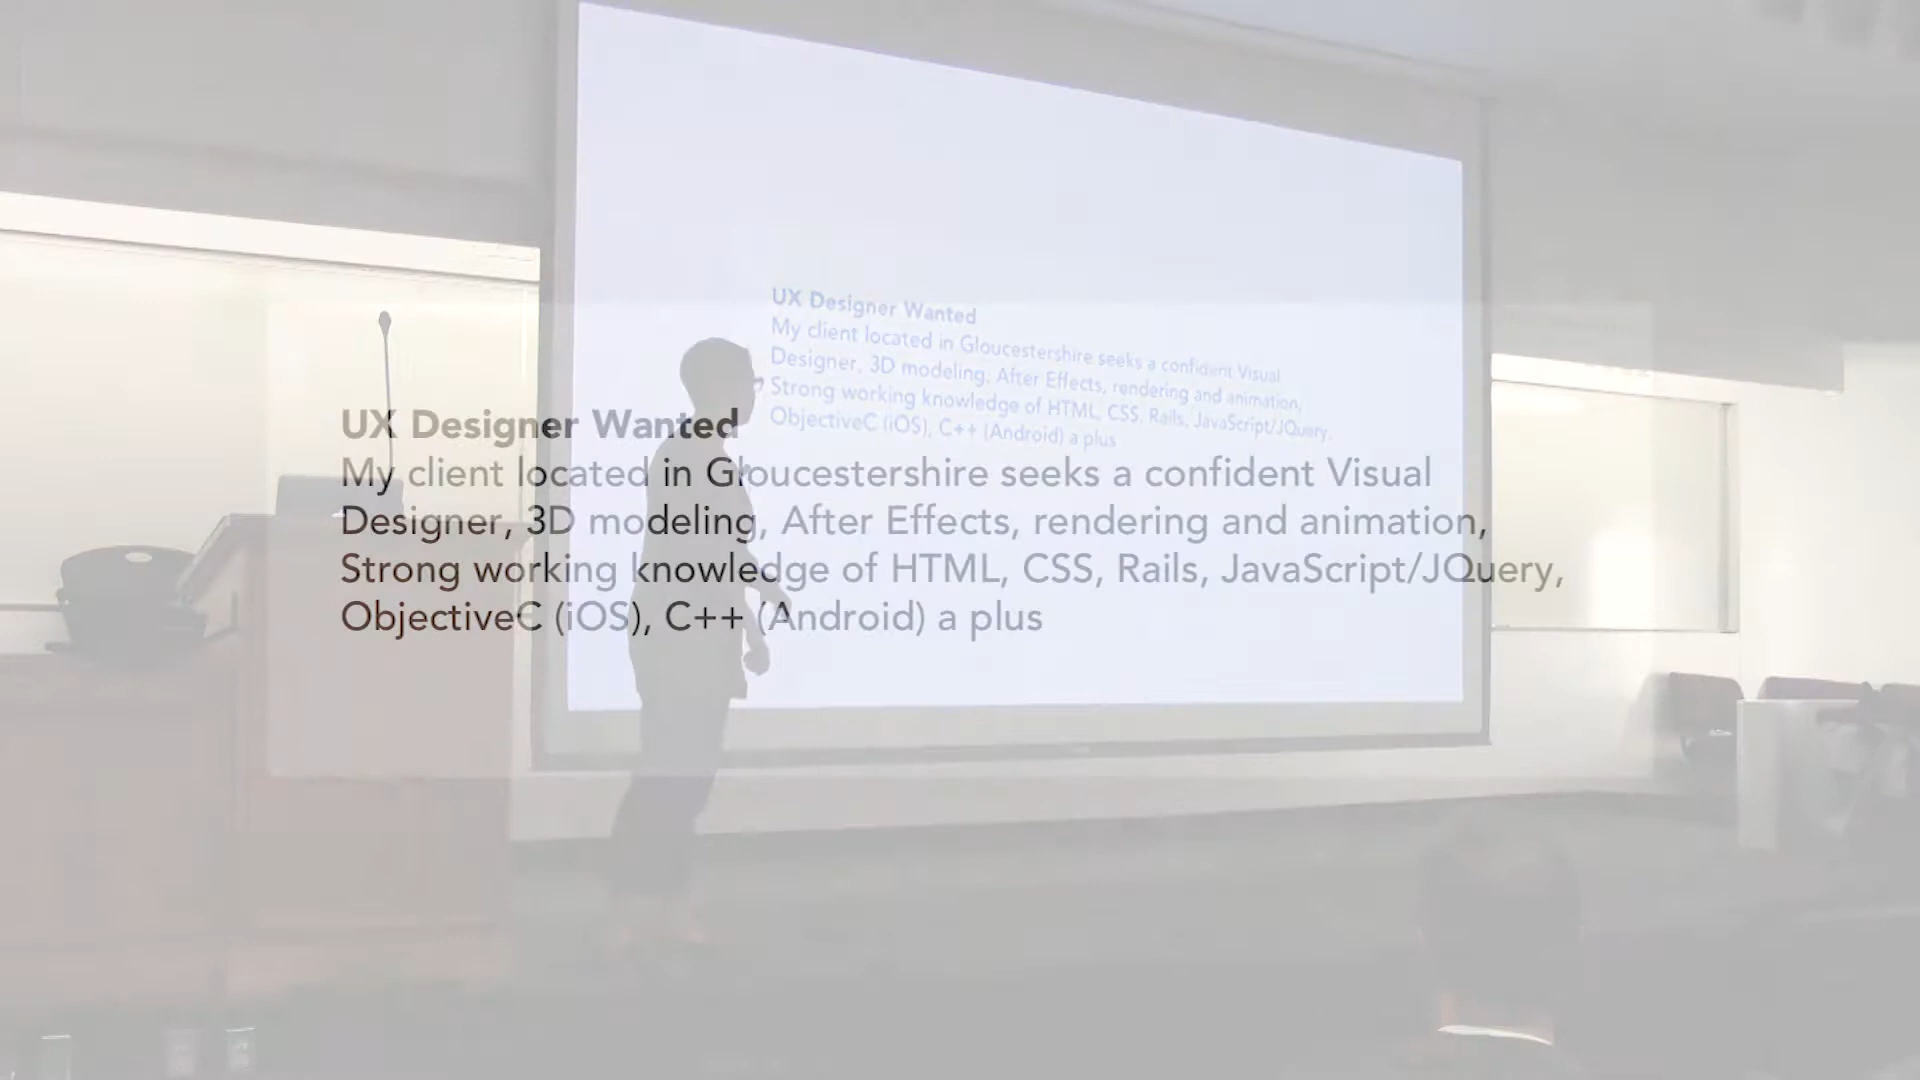 UX Designer Wanted
My client located in Gloucestershire seeks a confident Visual
Designer, 3D modeling, After Effects, rendering and animation,
Strong working knowledge of HTML, CSS, Rails, JavaScript/JQuery,
ObjectiveC (iOS), C++ (Android) a plus
UX Designer Wanted
My client located in Gloucestershire seeks a confident Visual
Designer, 3D modeling, After Effects, rendering and animation,
Strong working knowledge of HTML, CSS, Rails, JavaScript/JQuery,
ObjectiveC (iOS), C++ (Android) a plus